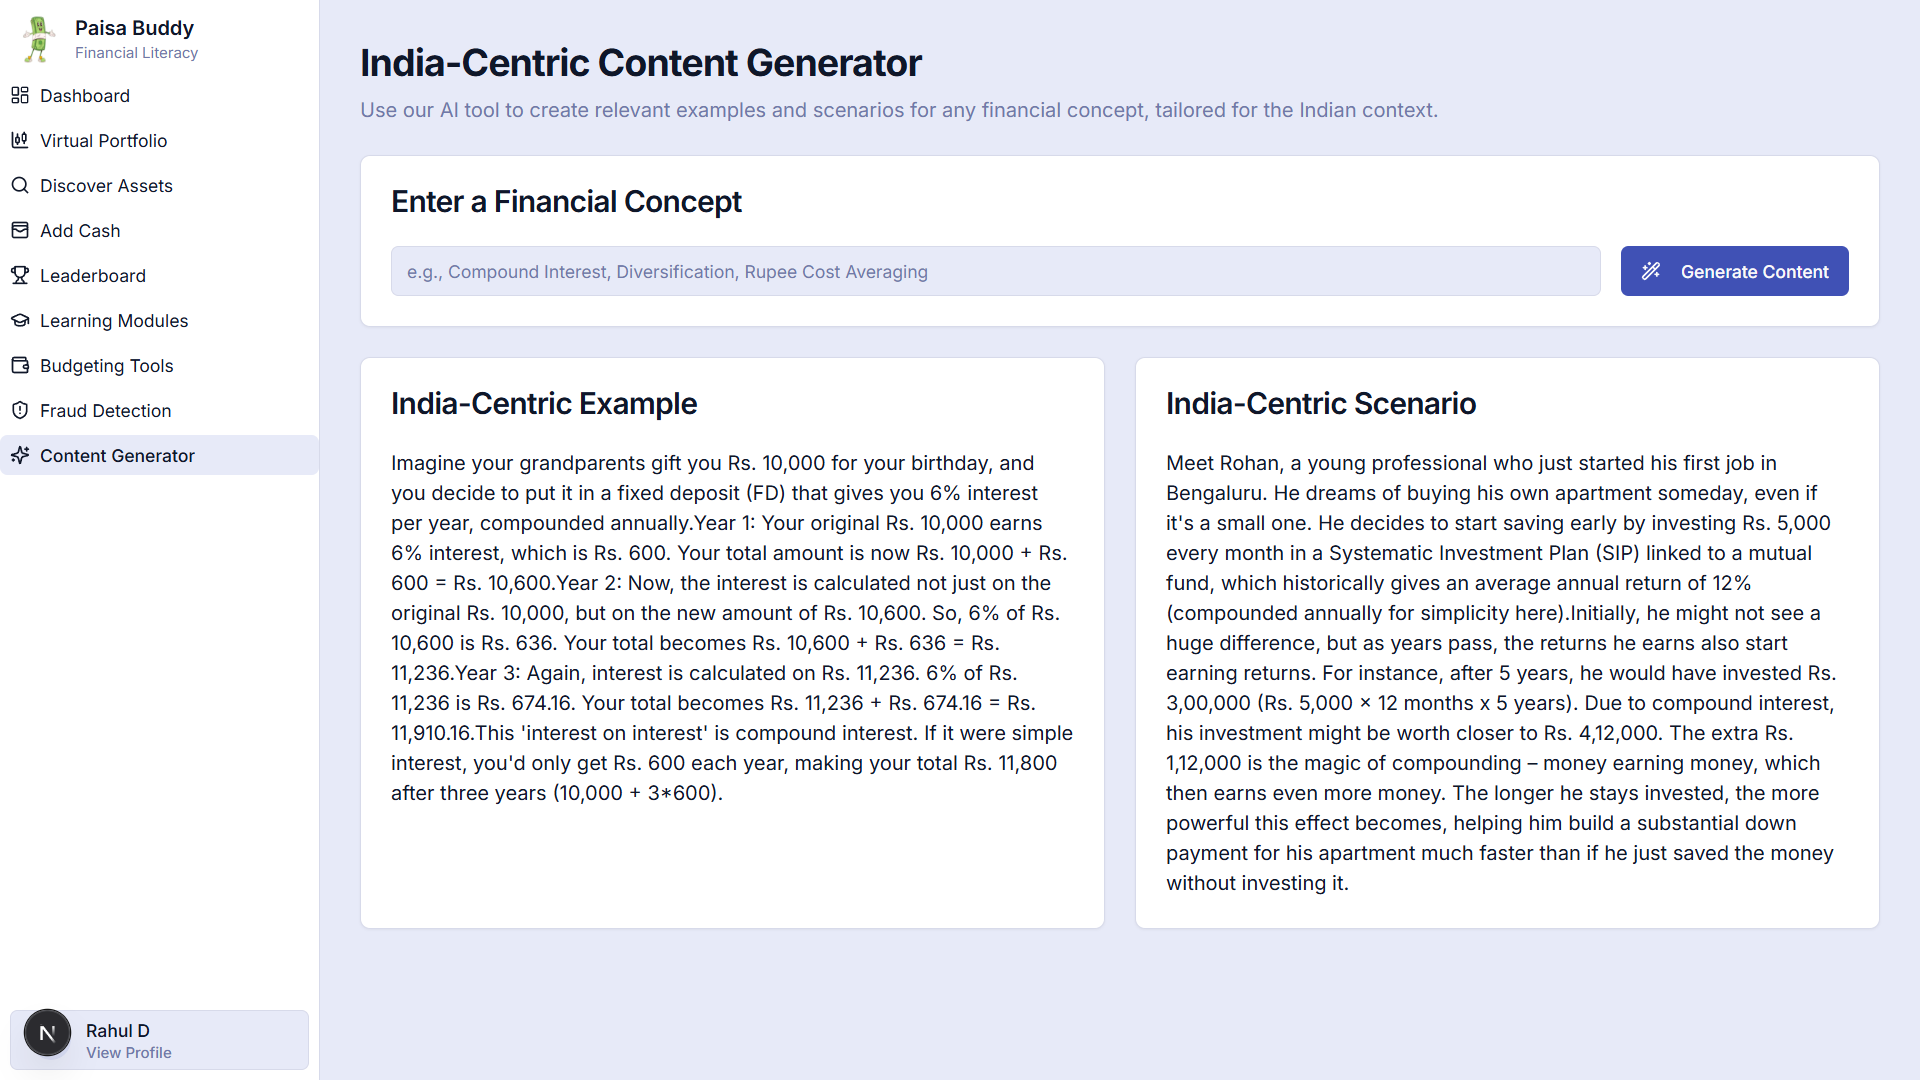 Paisa Buddy
Financial Literacy
Dashboard
Virtual Portfolio
Discover Assets
Add Cash
Leaderboard
Learning Modules
Budgeting Tools
Fraud Detection
Content Generator
N
Rahul D
View Profile
India-Centric Content Generator
Use our AI tool to create relevant examples and scenarios for any financial concept, tailored for the Indian context.
Enter a Financial Concept
e.g., Compound Interest, Diversification, Rupee Cost Averaging
Generate Content
India-Centric Example
Imagine your grandparents gift you Rs. 10,000 for your birthday, and
you decide to put it in a fixed deposit (FD) that gives you 6% interest
per year, compounded annually.Year 1: Your original Rs. 10,000 earns
6% interest, which is Rs. 600. Your total amount is now Rs. 10,000 + Rs.
600 = Rs. 10,600.Year 2: Now, the interest is calculated not just on the
original Rs. 10,000, but on the new amount of Rs. 10,600. So, 6% of Rs.
10,600 is Rs. 636. Your total becomes Rs. 10,600 + Rs. 636 = Rs.
11,236.Year 3: Again, interest is calculated on Rs. 11,236. 6% of Rs.
11,236 is Rs. 674.16. Your total becomes Rs. 11,236 + Rs. 674.16 = Rs.
11,910.16.This 'interest on interest' is compound interest. If it were simple
interest, you'd only get Rs. 600 each year, making your total Rs. 11,800
after three years (10,000 + 3*600).
India-Centric Scenario
Meet Rohan, a young professional who just started his first job in
Bengaluru. He dreams of buying his own apartment someday, even if
it's a small one. He decides to start saving early by investing Rs. 5,000
every month in a Systematic Investment Plan (SIP) linked to a mutual
fund, which historically gives an average annual return of 12%
(compounded annually for simplicity here).Initially, he might not see a
huge difference, but as years pass, the returns he earns also start
earning returns. For instance, after 5 years, he would have invested Rs.
3,00,000 (Rs. 5,000 × 12 months x 5 years). Due to compound interest,
his investment might be worth closer to Rs. 4,12,000. The extra Rs.
1,12,000 is the magic of compounding – money earning money, which
then earns even more money. The longer he stays invested, the more
powerful this effect becomes, helping him build a substantial down
payment for his apartment much faster than if he just saved the money
without investing it.